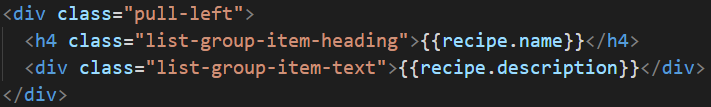 <div class="pull-left">
<h4 class="list-group-item-heading">{{recipe.name}}</h4>
<div class="list-group-item-text">{{recipe.description}}</div>
</div>